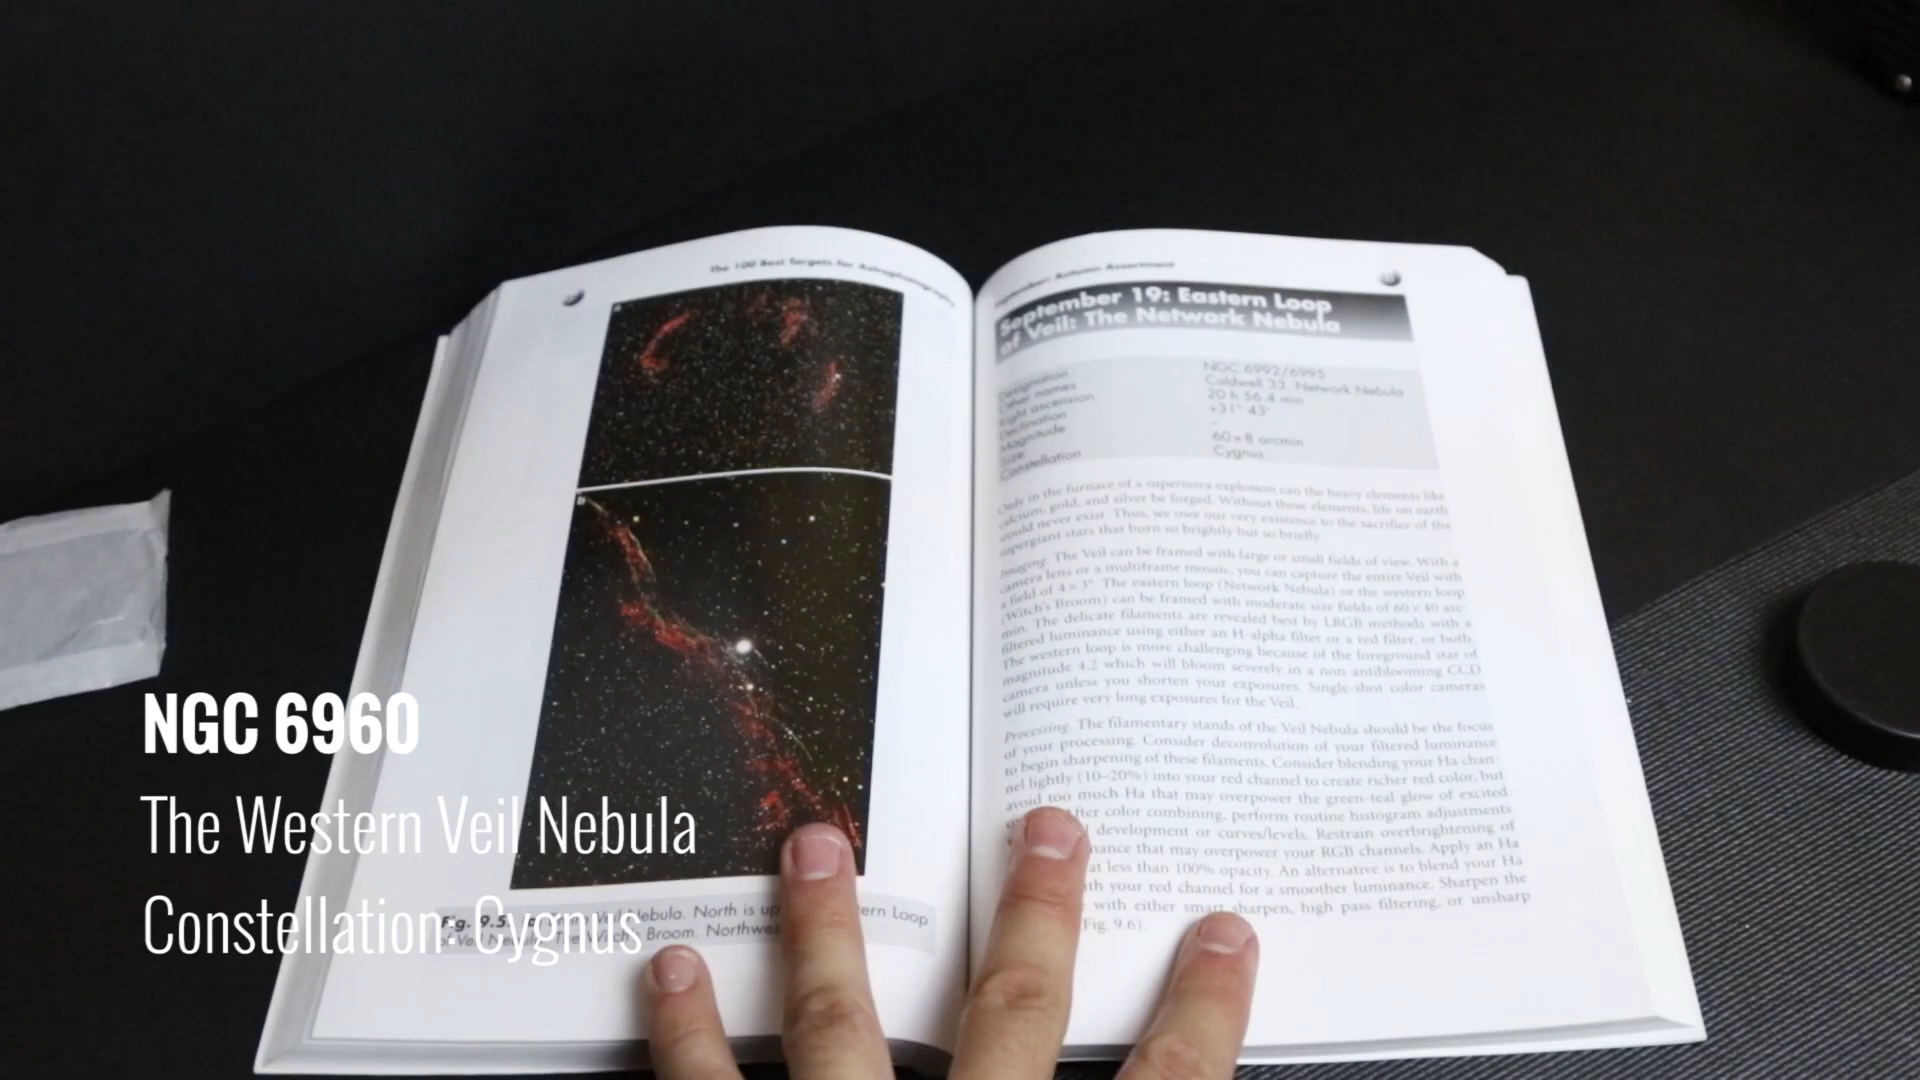 The 100 Best Targets for Astrophotography
NGC 6960
The Western Veil Nebula
Constellation: Cygnus
Fig. 9.5. Veil Nebula. North is up Loop
of Veil The Witch's Broom.
September: Autumn Assortment
September 19: Eastern Loop
of Veil: The Network Nebula
Designation NGC 6992/6995
Other names Caldwell 33, Network Nebula
Right ascension 20 h 56.4 min
Declination +31° 43'
Magnitude –
Size 60 × 8 arcmin
Constellation Cygnus
Only in the furnace of a supernova explosion can the heavy elements like
calcium, gold, and silver be forged. Without these elements, life on earth
would never exist. Thus, we owe our very existence to the sacrifice of the
supergiant stars that burn so brightly but so briefly.
Imaging. The Veil can be framed with large or small fields of view. With a
camera lens or a multiframe mosaic, you can capture the entire Veil with
a field of 4 × 3°. The eastern loop (Network Nebula) or the western loop
(Witch's Broom) can be framed with moderate size fields of 60 × 40 arc-
min. The delicate filaments are revealed best by LRGB methods with a
filtered luminance using either an H-alpha filter or a red filter, or both.
The western loop is more challenging because of the foreground star of
magnitude 4.2 which will bloom severely in a non-antiblooming CCD
camera unless you shorten your exposures. Single-shot color cameras
will require very long exposures for the Veil.
Processing. The filamentary stands of the Veil Nebula should be the focus
of your processing. Consider deconvolution of your filtered luminance
to begin sharpening of these filaments. Consider blending your Ha chan-
nel lightly (10–20%) into your red channel to create richer red color, but
avoid too much Ha that may overpower the green-teal glow of excited
After color combining, perform routine histogram adjustments
development or curves/levels. Restrain overbrightening of
that may overpower your RGB channels. Apply an Ha
at less than 100% opacity. An alternative is to blend your Ha
with your red channel for a smoother luminance. Sharpen the
with either smart sharpen, high pass filtering, or unsharp
Fig. 9.6).